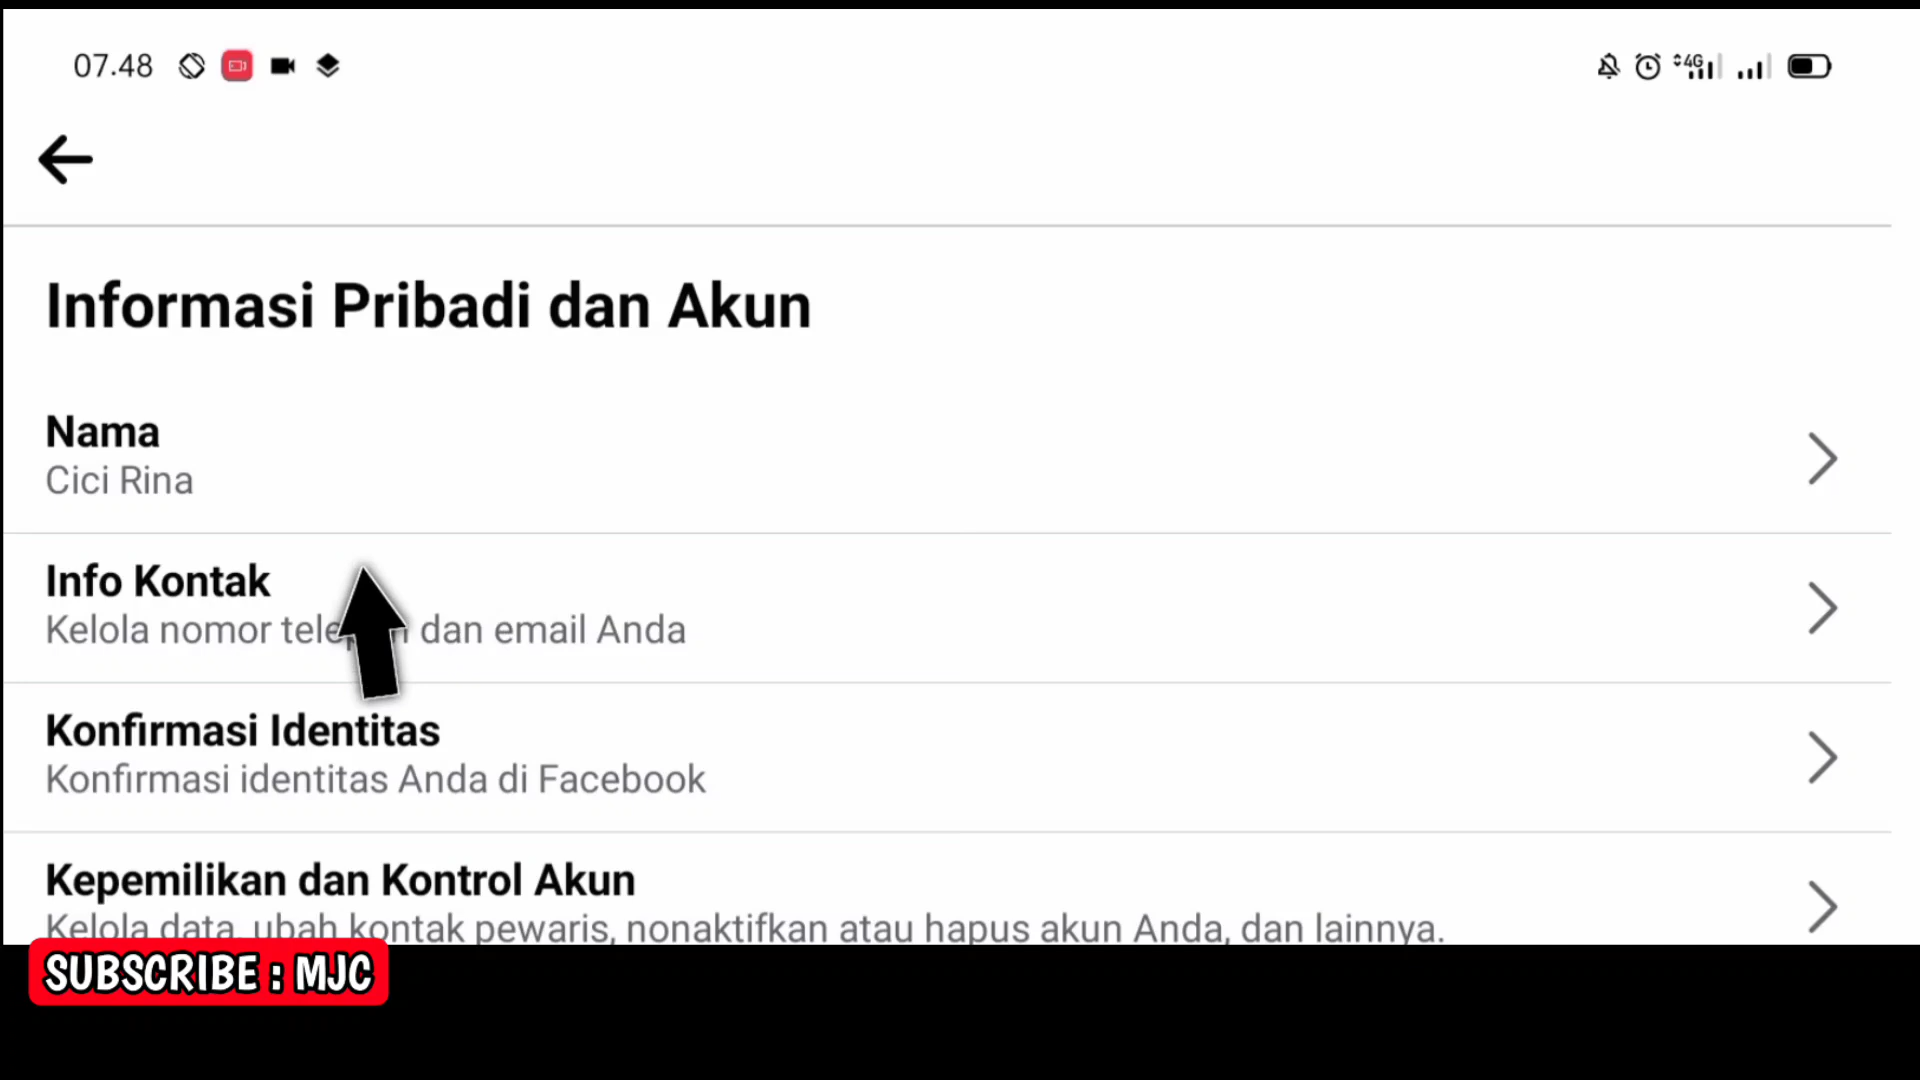 07.48
4G
Informasi Pribadi dan Akun
Nama
Cici Rina
Info Kontak
Kelola nomor dan email Anda
Konfirmasi Identitas
Konfirmasi identitas Anda di Facebook
Kepemilikan dan Kontrol Akun
Kelola data, ubah kontak pewaris, nonaktifkan atau hapus akun Anda, dan lainnya.
SUBSCRIBE : MJC